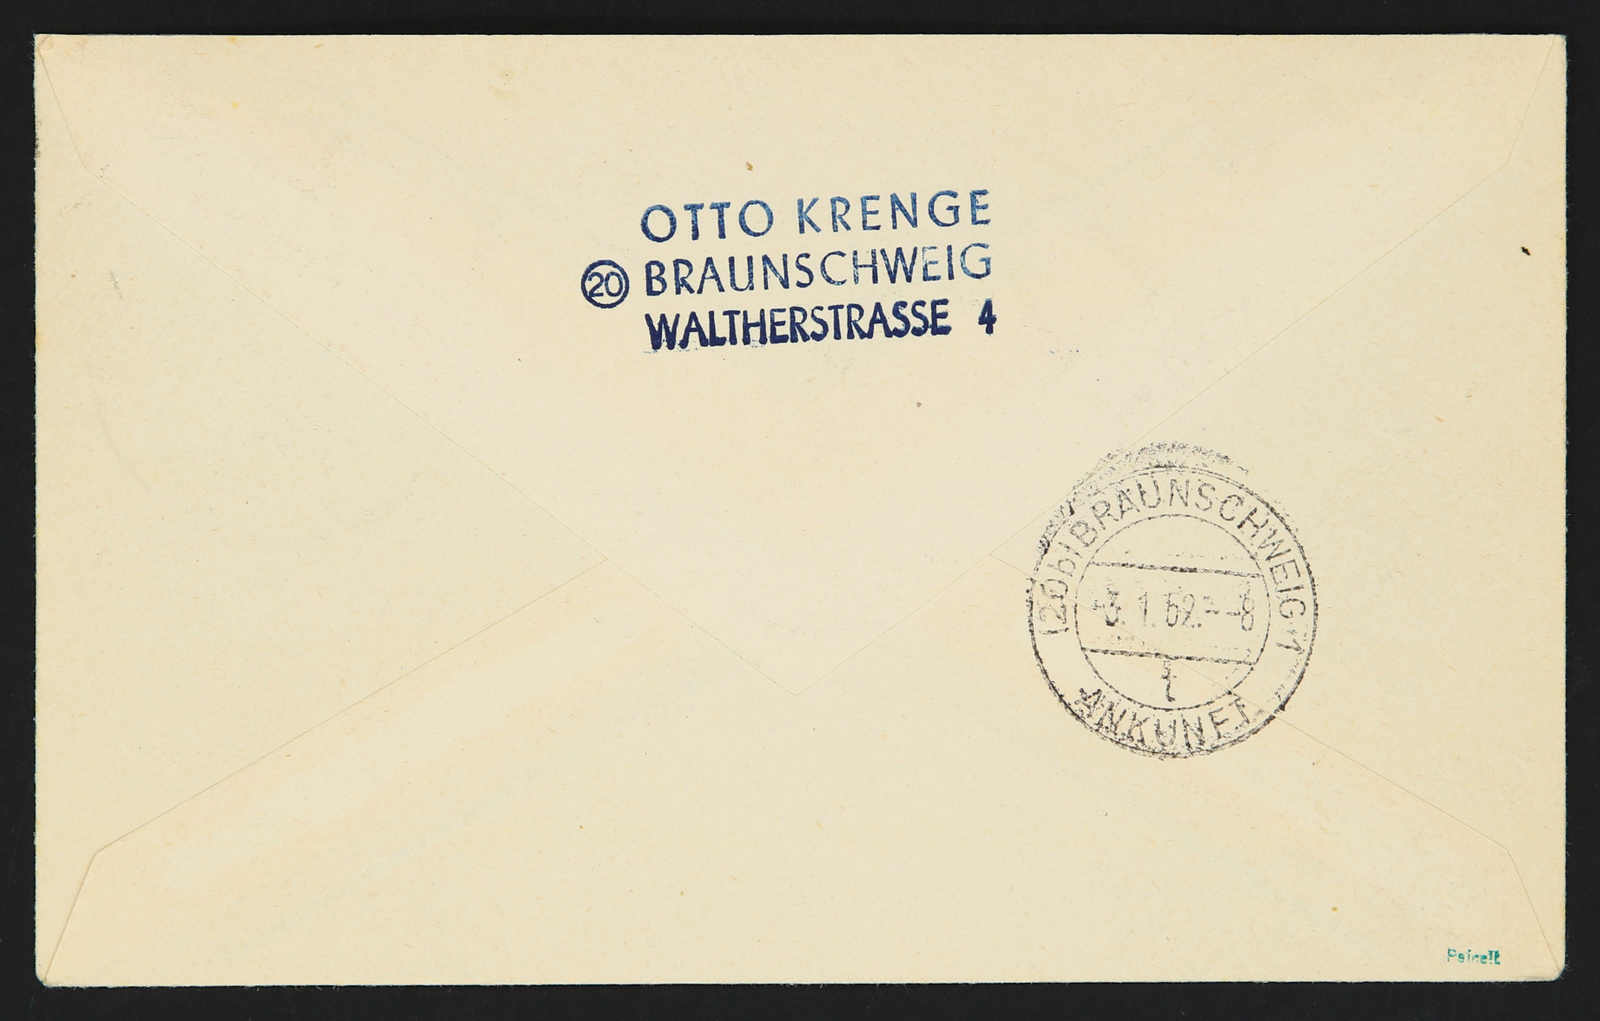 OTTO KRENGE
20 BRAUNSCHWEIG
WALTHERSTRASSE 4
(20b) BRAUNSCHWEIG 1
-3.1.52.--8
t
ANKUNFT